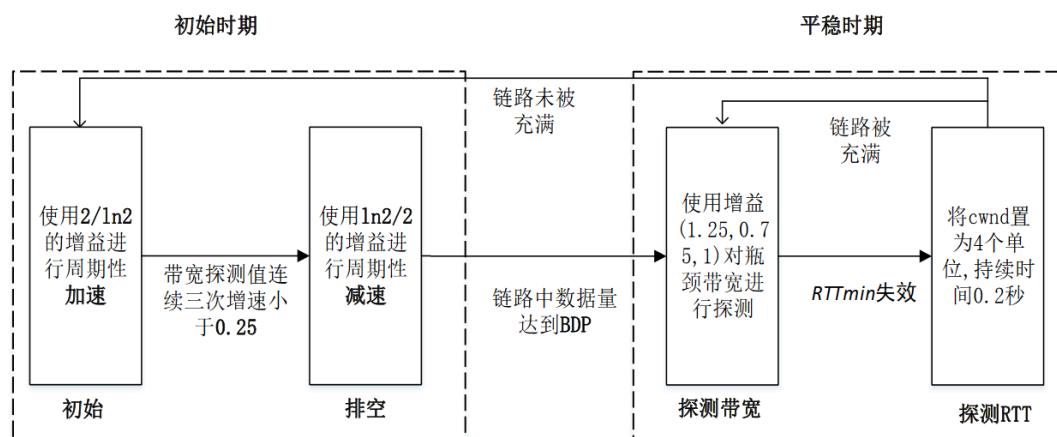 初始时期
平稳时期
链路未被
充满
链路被
充满
使用2/ln2
的增益进
行周期性
加速
带宽探测值连
续三次增速小
于0.25
使用ln2/2
的增益进
行周期性
减速
链路中数据量
达到BDP
使用增益
(1.25,0.7
5,1)对瓶
颈带宽进
行探测
RTTmin失效
将cwnd置
为4个单
位,持续时
间0.2秒
初始
排空
探测带宽
探测RTT